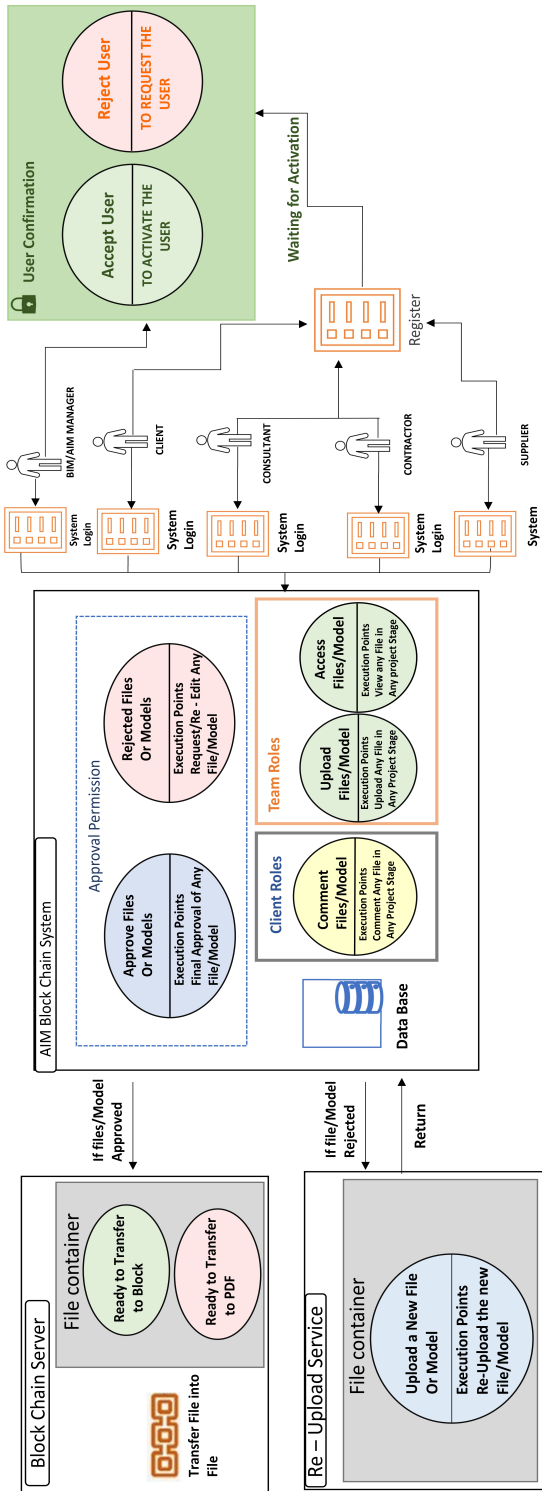 Block Chain Server
File container
Ready to Transfer
to Block
Ready to Transfer
to PDF
Transfer File into
File
If files/Model
Approved
Re – Upload Service
File container
Upload a New File
Or Model
Execution Points
Re-Upload the new
File/Model
If file/Model
Rejected
Return
AIM Block Chain System
Approval Permission
Approve Files
Or Models
Execution Points
Final Approval of Any
File/Model
Rejected Files
Or Models
Execution Points
Request/Re - Edit Any
File/Model
Data Base
Client Roles
Comment
Files/Model
Execution Points
Comment Any File in
Any Project Stage
Team Roles
Upload
Files/Model
Execution Points
Upload Any File in
Any Project Stage
Access
Files/Model
Execution Points
View any File in
Any project Stage
System
Login
BIM/AIM MANAGER
System
Login
CLIENT
System
Login
CONSULTANT
System
Login
CONTRACTOR
System
SUPPLIER
Register
Waiting for Activation
User Confirmation
Accept User
TO ACTIVATE THE
USER
Reject User
TO REQUEST THE
USER